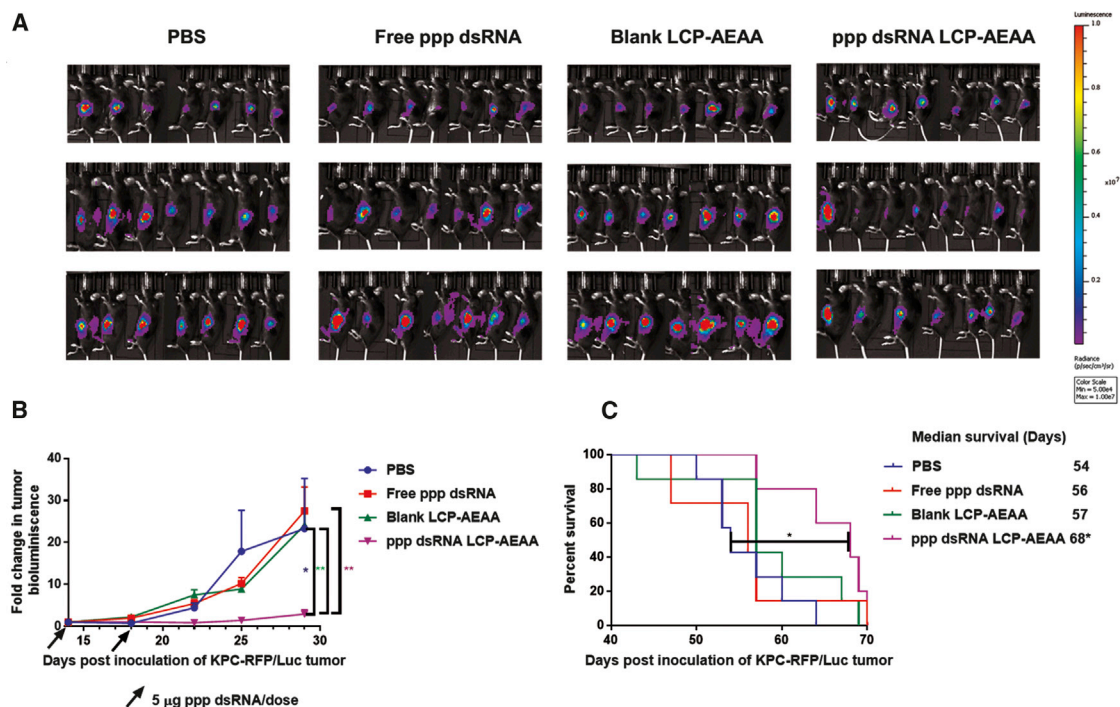 A
PBS
Free ppp dsRNA
Blank LCP-AEAA
ppp dsRNA LCP-AEAA
Luminescence
1.0
0.8
0.6
x10⁷
0.4
0.2
Radiance
(p/sec/cm²/sr)
Color Scale
Min = 5.00e4
Max = 1.00e7
B
Fold change in tumor
bioluminiscence
40
30
20
10
0
15
20
25
30
Days post inoculation of KPC-RFP/Luc tumor
5 µg ppp dsRNA/dose
PBS
Free ppp dsRNA
Blank LCP-AEAA
ppp dsRNA LCP-AEAA
*
**
**
C
Percent survival
100
80
60
40
20
0
40
50
60
70
Days post inoculation of KPC-RFP/Luc tumor
*
Median survival (Days)
PBS 54
Free ppp dsRNA 56
Blank LCP-AEAA 57
ppp dsRNA LCP-AEAA 68*